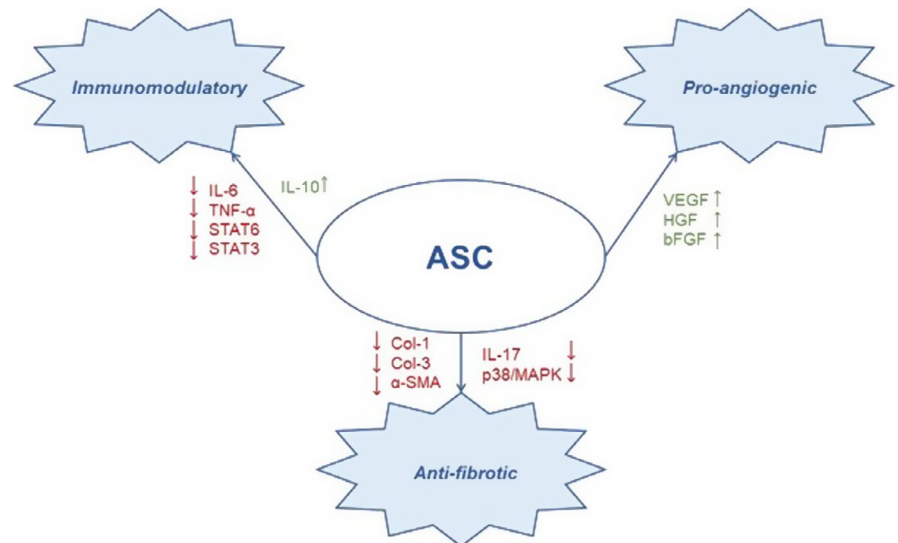 Immunomodulatory
Pro-angiogenic
↓ IL-6
↓ TNF-α
↓ STAT6
↓ STAT3
IL-10↑
VEGF ↑
HGF ↑
bFGF ↑
ASC
↓ Col-1
↓ Col-3
↓ α-SMA
IL-17 ↓
p38/MAPK ↓
Anti-fibrotic